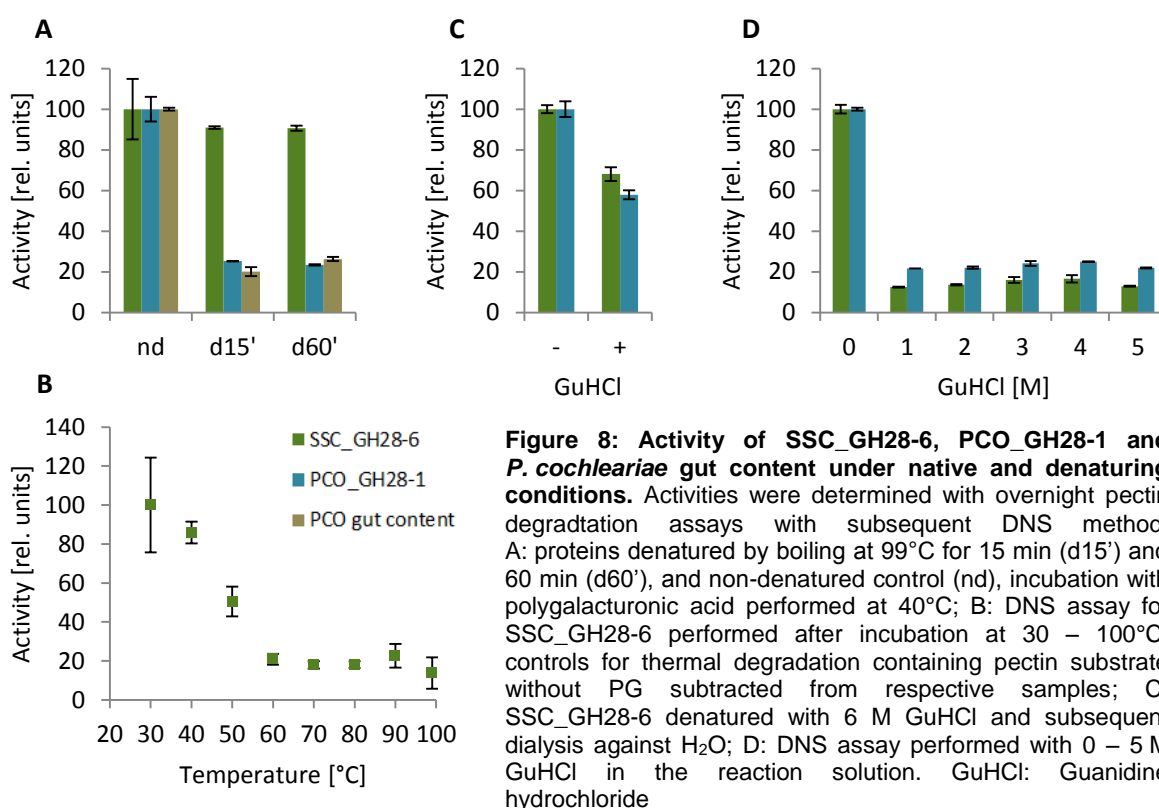 A
Activity [rel. units]
120
100
80
60
40
20
0
nd d15' d60'
C
Activity [rel. units]
120
100
80
60
40
20
0
- +
GuHCl
D
Activity [rel. units]
120
100
80
60
40
20
0
0 1 2 3 4 5
GuHCl [M]
B
Activity [rel. units]
140
120
100
80
60
40
20
0
20 30 40 50 60 70 80 90 100
Temperature [°C]
SSC_GH28-6
PCO_GH28-1
PCO gut content
Figure 8: Activity of SSC_GH28-6, PCO_GH28-1 and
P. cochleariae gut content under native and denaturing
conditions. Activities were determined with overnight pectin
degradtation assays with subsequent DNS method
A: proteins denatured by boiling at 99°C for 15 min (d15’) and
60 min (d60’), and non-denatured control (nd), incubation with
polygalacturonic acid performed at 40°C; B: DNS assay fo
SSC_GH28-6 performed after incubation at 30 – 100°C
controls for thermal degradation containing pectin substrate
without PG subtracted from respective samples; C
SSC_GH28-6 denatured with 6 M GuHCl and subsequen
dialysis against H₂O; D: DNS assay performed with 0 – 5 M
GuHCl in the reaction solution. GuHCl: Guanidine
hydrochloride